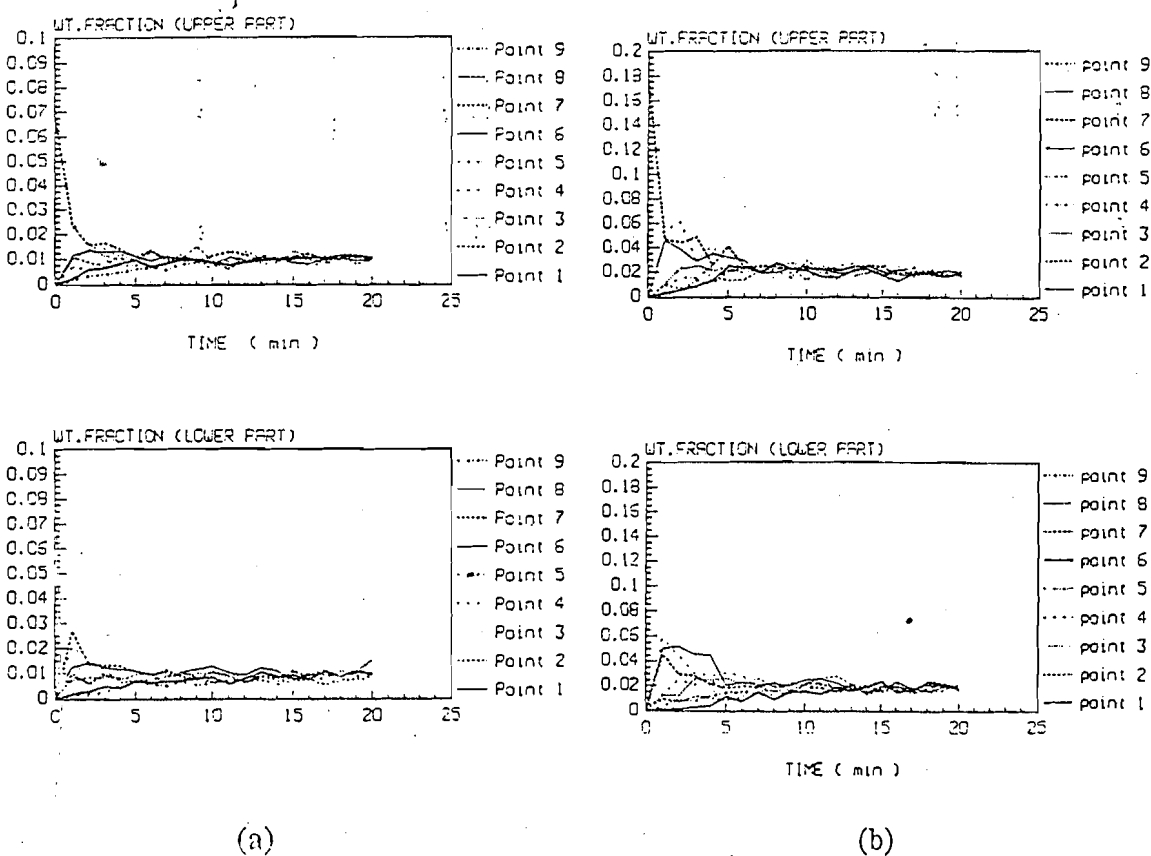 WT.FRACTION (UPPER PART)
0.1
0.09
0.08
0.07
0.06
0.05
0.04
0.03
0.02
0.01
0
0 5 10 15 20 25
TIME ( min )
Point 9
Point 8
Point 7
Point 6
Point 5
Point 4
Point 3
Point 2
Point 1
WT.FRACTION (UPPER PART)
0.2
0.18
0.16
0.14
0.12
0.1
0.08
0.06
0.04
0.02
0
0 5 10 15 20 25
TIME ( min )
point 9
point 8
point 7
point 6
point 5
point 4
point 3
point 2
point 1
WT.FRACTION (LOWER PART)
0.1
0.09
0.08
0.07
0.06
0.05
0.04
0.03
0.02
0.01
0
0 5 10 15 20 25
Point 9
Point 8
Point 7
Point 6
Point 5
Point 4
Point 3
Point 2
Point 1
WT.FRACTION (LOWER PART)
0.2
0.18
0.16
0.14
0.12
0.1
0.08
0.06
0.04
0.02
0
0 5 10 15 20 25
TIME ( min )
point 9
point 8
point 7
point 6
point 5
point 4
point 3
point 2
point 1
(a)
(b)